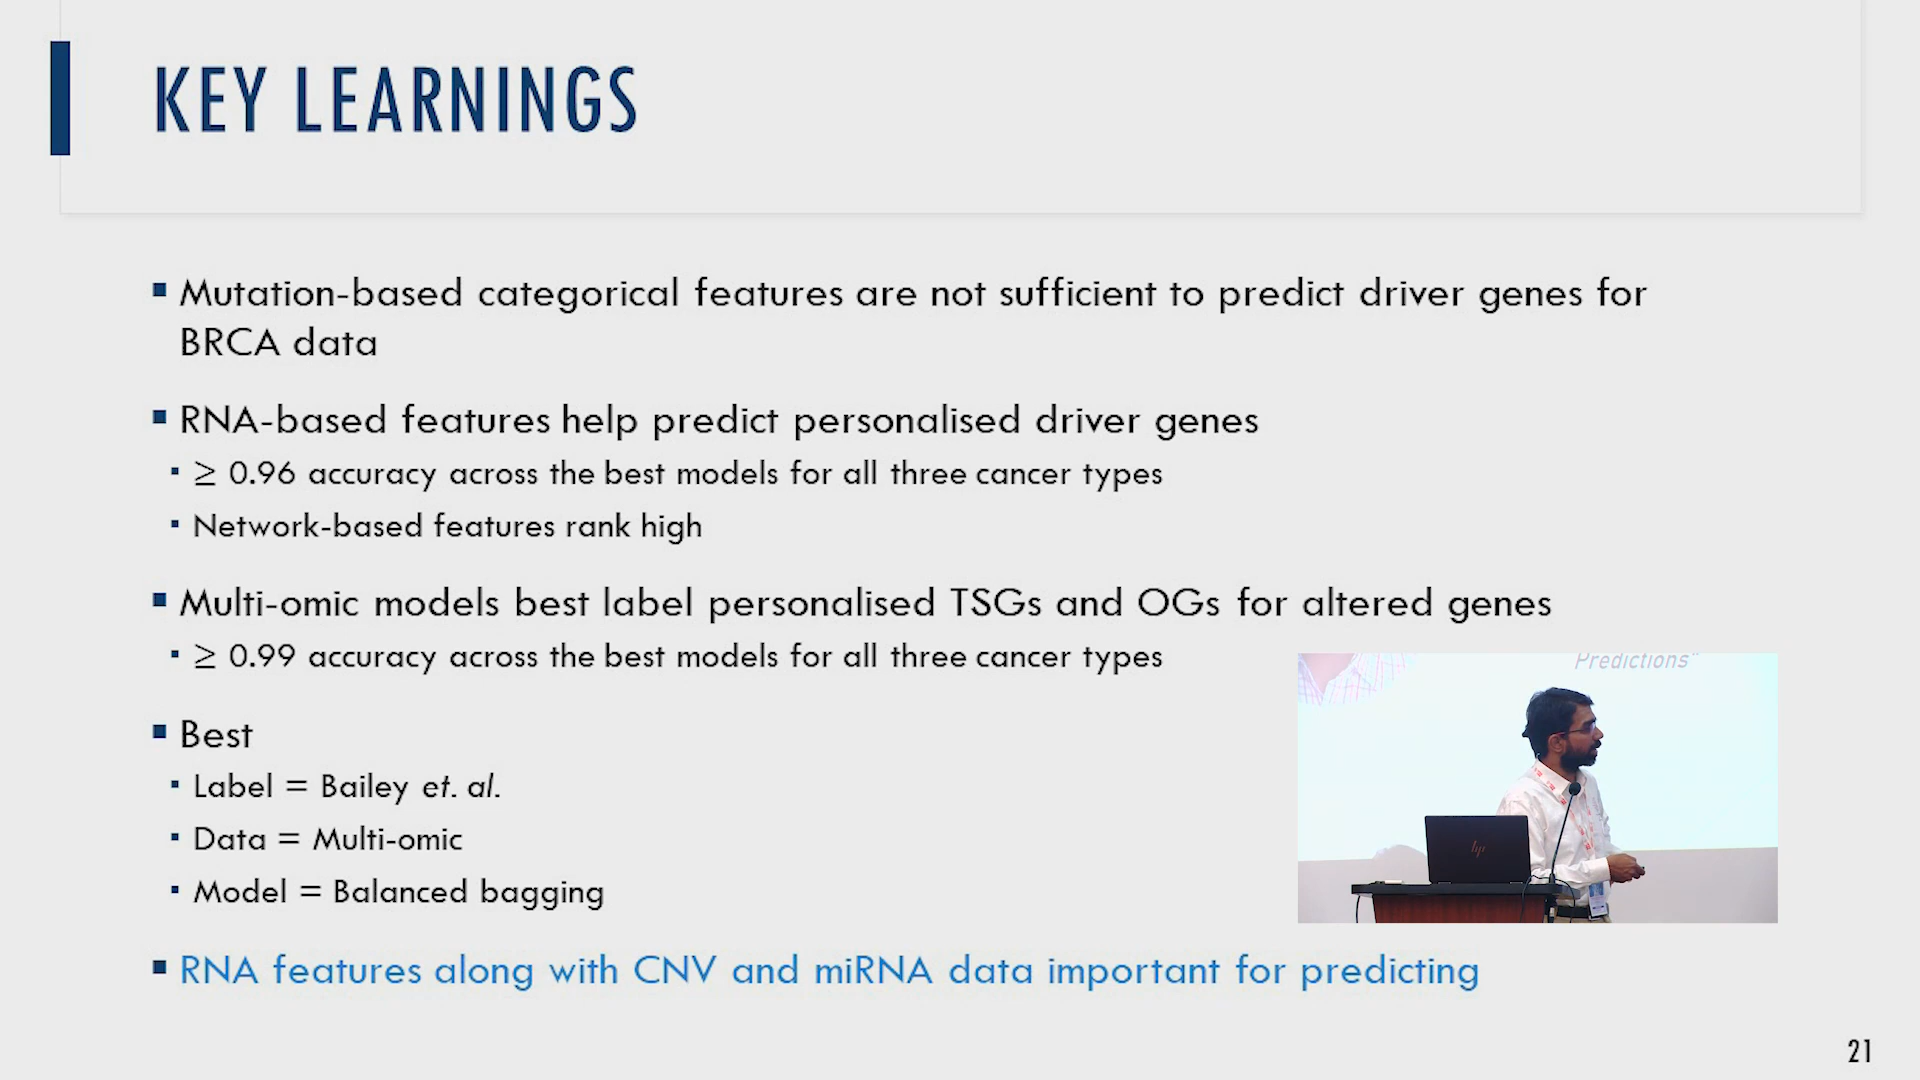 KEY LEARNINGS
Mutation-based categorical features are not sufficient to predict driver genes for
BRCA data
RNA-based features help predict personalised driver genes
≥ 0.96 accuracy across the best models for all three cancer types
Network-based features rank high
Multi-omic models best label personalised TSGs and OGs for altered genes
≥ 0.99 accuracy across the best models for all three cancer types
Predictions"
Best
Label = Bailey et. al.
Data = Multi-omic
Model = Balanced bagging
hp
RNA features along with CNV and miRNA data important for predicting
21